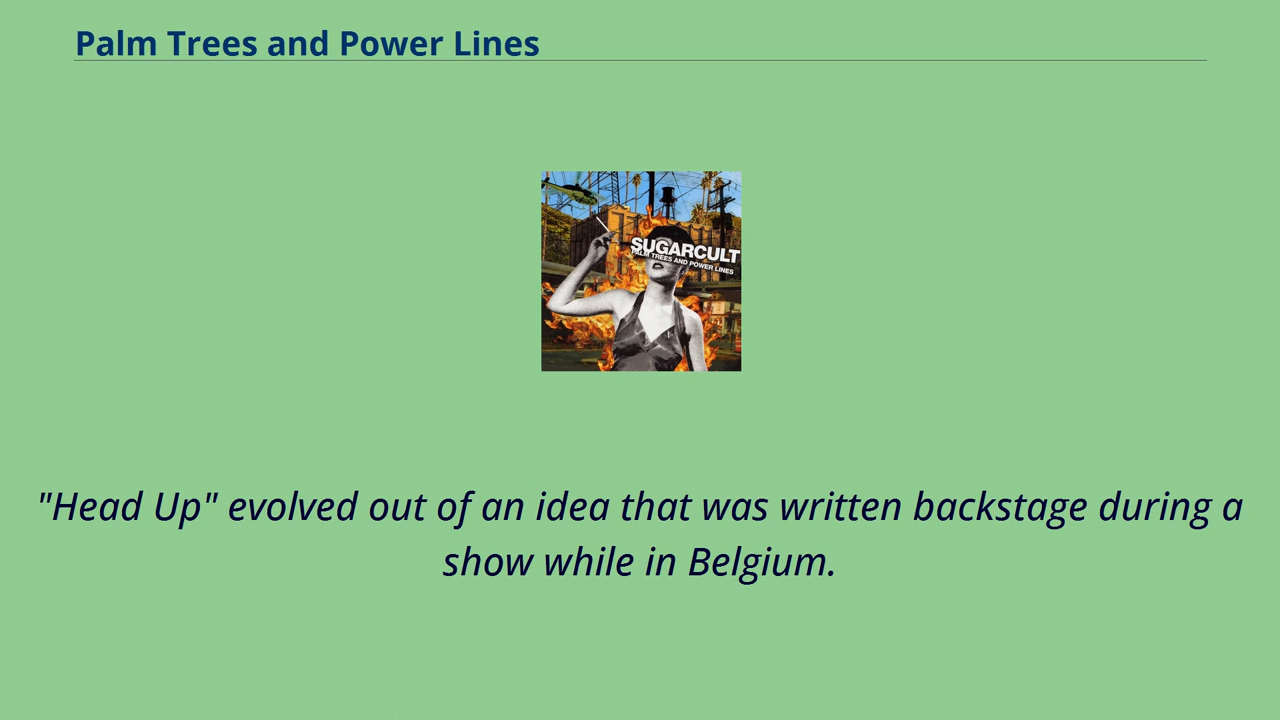 Palm Trees and Power Lines
SUGARCULT
PALM TREES AND POWER LINES
"Head Up" evolved out of an idea that was written backstage during a
show while in Belgium.